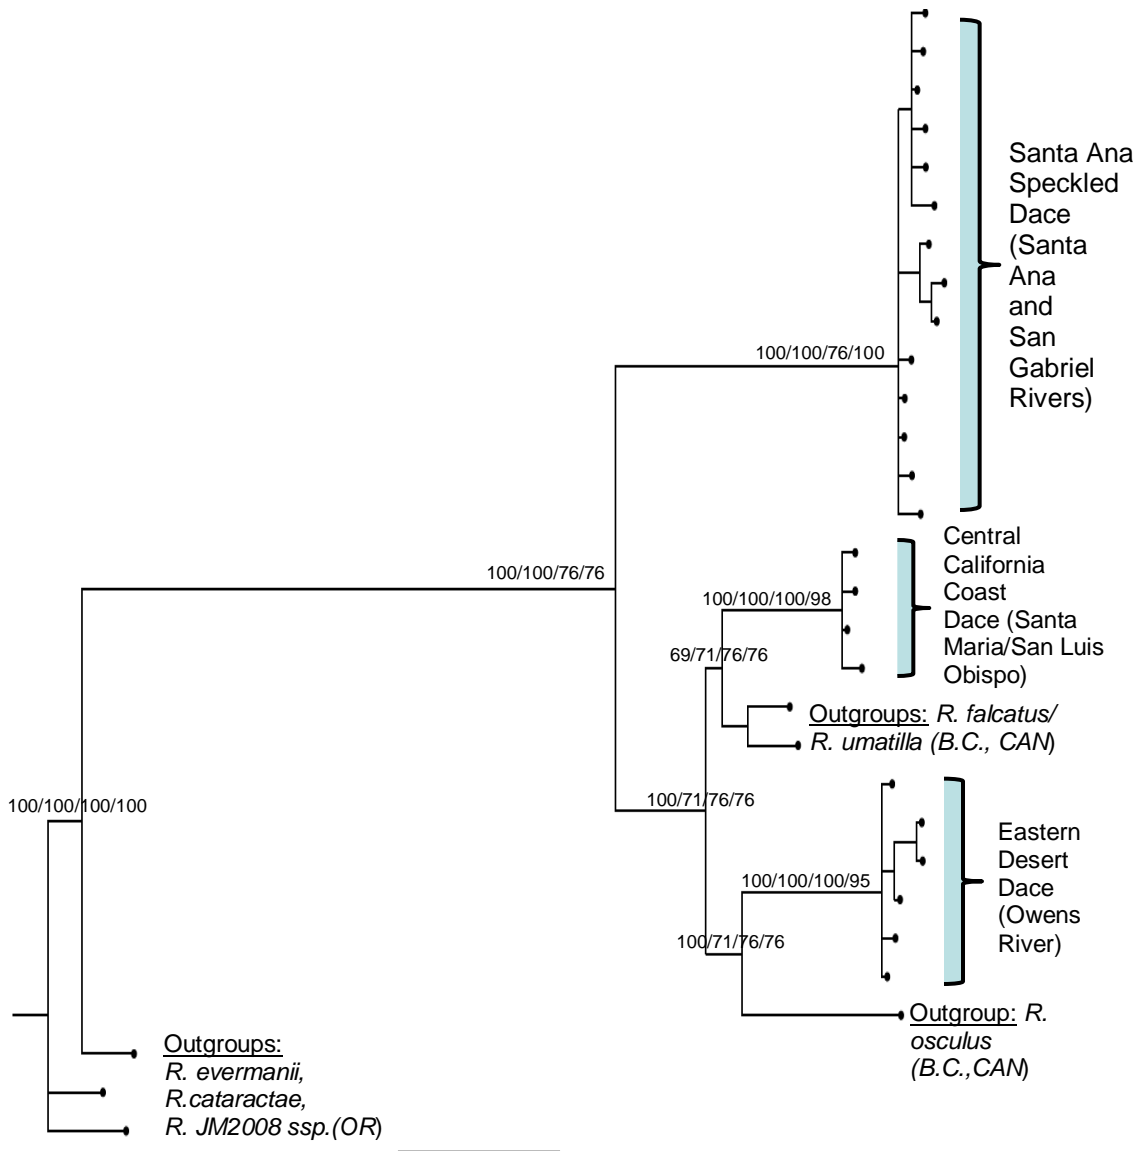 Santa Ana
Speckled
Dace
(Santa
Ana
and
San
Gabriel
Rivers)
100/100/76/100
Central
California
Coast
Dace (Santa
Maria/San Luis
Obispo)
100/100/76/76
100/100/100/98
69/71/76/76
Outgroups: R. falcatus/
R. umatilla (B.C., CAN)
100/71/76/76
100/100/100/100
Eastern
Desert
Dace
(Owens
River)
100/100/100/95
100/71/76/76
Outgroup: R.
osculus
(B.C.,CAN)
Outgroups:
R. evermanii,
R.cataractae,
R. JM2008 ssp.(OR)